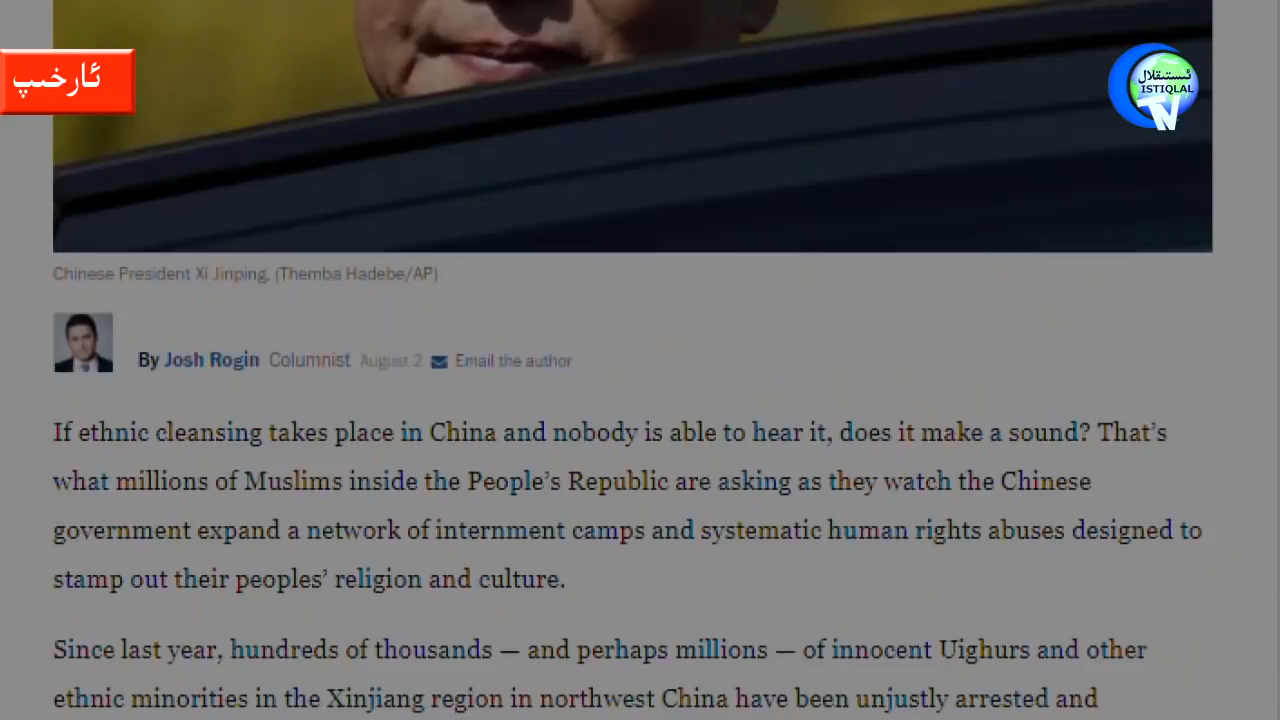 ئارخىپ
ئىستىقلال
ISTIQLAL
TV
Chinese President Xi Jinping, (Themba Hadebe/AP)
By Josh Rogin Columnist August 2 Email the author
If ethnic cleansing takes place in China and nobody is able to hear it, does it make a sound? That’s
what millions of Muslims inside the People’s Republic are asking as they watch the Chinese
government expand a network of internment camps and systematic human rights abuses designed to
stamp out their peoples’ religion and culture.
Since last year, hundreds of thousands — and perhaps millions — of innocent Uighurs and other
ethnic minorities in the Xinjiang region in northwest China have been unjustly arrested and